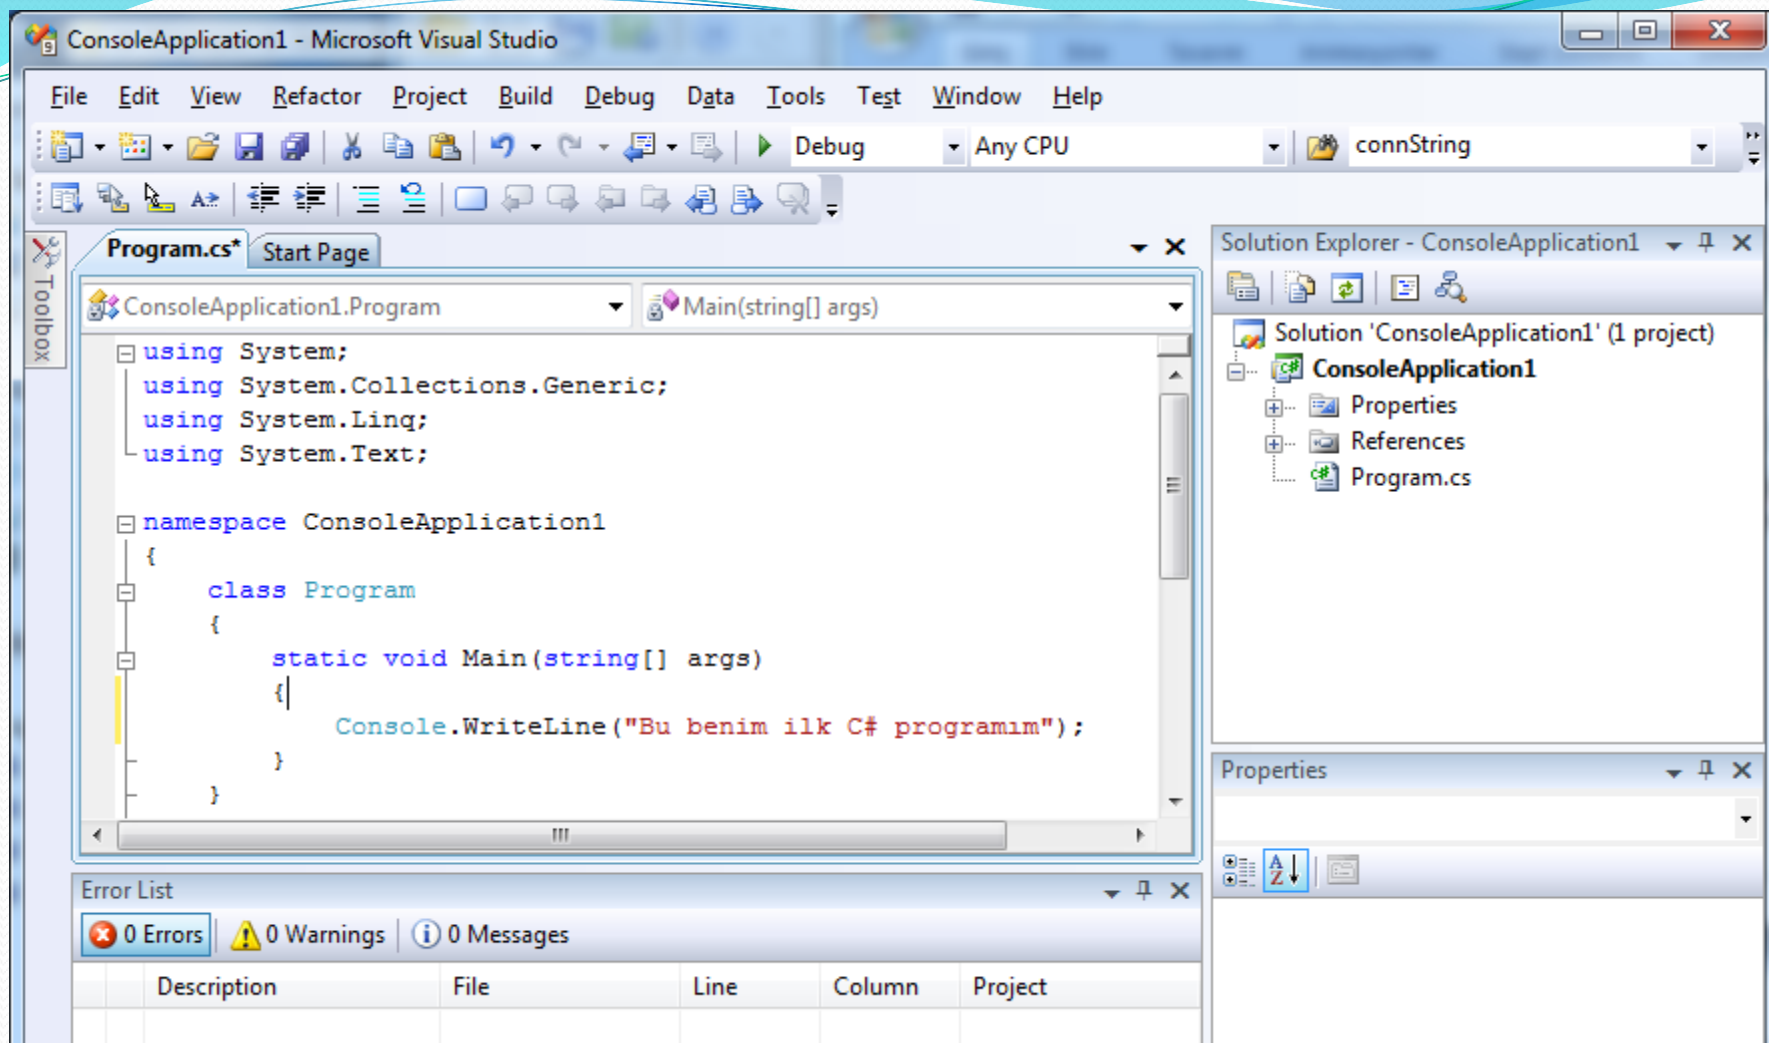 ConsoleApplication1 - Microsoft Visual Studio
File Edit View Refactor Project Build Debug Data Tools Test Window Help
Debug Any CPU connString
Toolbox
Program.cs* Start Page
ConsoleApplication1.Program Main(string[] args)
using System;
using System.Collections.Generic;
using System.Linq;
using System.Text;
namespace ConsoleApplication1
{
class Program
{
static void Main(string[] args)
{
Console.WriteLine("Bu benim ilk C# programım");
}
}
Solution Explorer - ConsoleApplication1
Solution 'ConsoleApplication1' (1 project)
ConsoleApplication1
Properties
References
Program.cs
Properties
Error List
0 Errors 0 Warnings 0 Messages
Description File Line Column Project